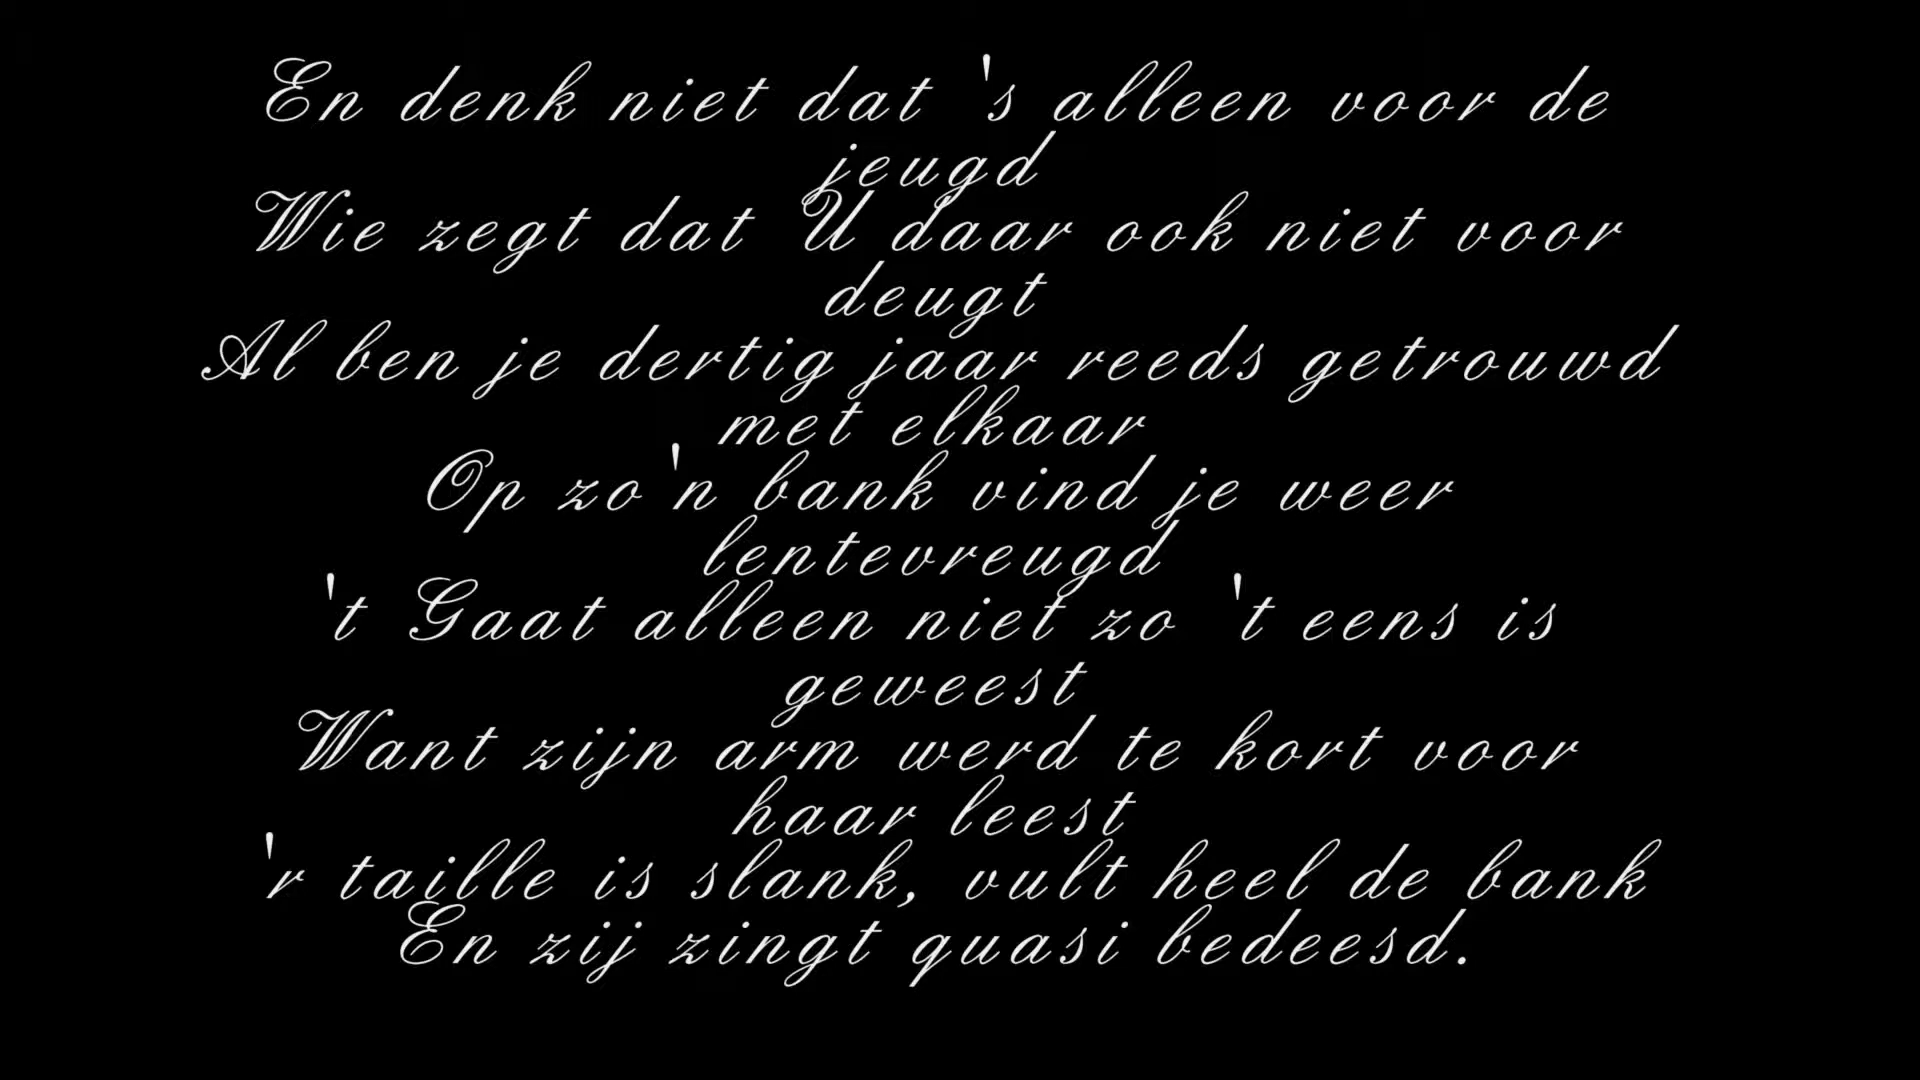 En denk niet dat 's alleen voor de
jeugd
Wie zegt dat U daar ook niet voor
deugt
Al ben je dertig jaar reeds getrouwd
met elkaar
Op zo'n bank vind je weer
lentevreugd
't Gaat alleen niet zo 't eens is
geweest
Want zijn arm werd te kort voor
haar leest
'r taille is slank, vult heel de bank
En zij zingt quasi bedeesd.